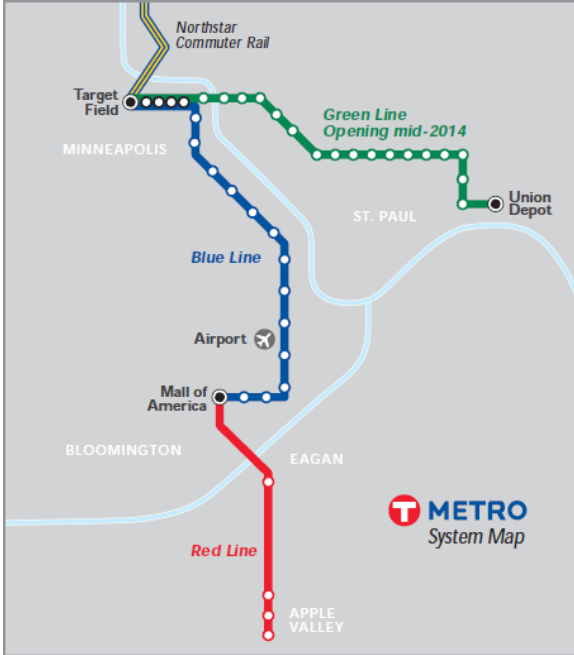 Northstar
Commuter Rail
Target
Field
Green Line
Opening mid-2014
MINNEAPOLIS
Union
Depot
ST. PAUL
Blue Line
Airport
Mall of
America
BLOOMINGTON
EAGAN
T METRO
System Map
Red Line
APPLE
VALLEY